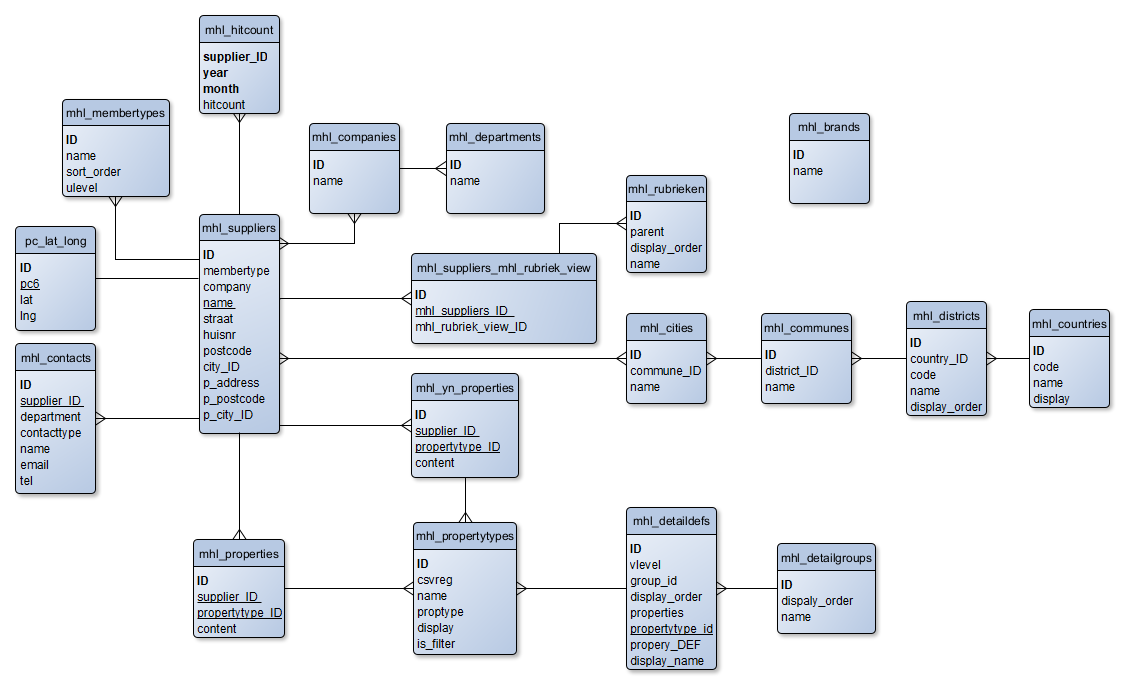 mhl_hitcount
supplier_ID
year
month
hitcount
mhl_membertypes
ID
name
sort_order
ulevel
mhl_companies
ID
name
mhl_departments
ID
name
mhl_brands
ID
name
mhl_rubrieken
ID
parent
display_order
name
pc_lat_long
ID
pc6
lat
lng
mhl_suppliers
ID
membertype
company
name
straat
huisnr
postcode
city_ID
p_address
p_postcode
p_city_ID
mhl_suppliers_mhl_rubriek_view
ID
mhl_suppliers_ID
mhl_rubriek_view_ID
mhl_cities
ID
commune_ID
name
mhl_communes
ID
district_ID
name
mhl_districts
ID
country_ID
code
name
display_order
mhl_countries
ID
code
name
display
mhl_contacts
ID
supplier_ID
department
contacttype
name
email
tel
mhl_yn_properties
ID
supplier_ID
propertytype_ID
content
mhl_properties
ID
supplier_ID
propertytype_ID
content
mhl_propertytypes
ID
csvreg
name
proptype
display
is_filter
mhl_detaildefs
ID
vlevel
group_id
display_order
properties
propertytype_id
propery_DEF
display_name
mhl_detailgroups
ID
dispaly_order
name